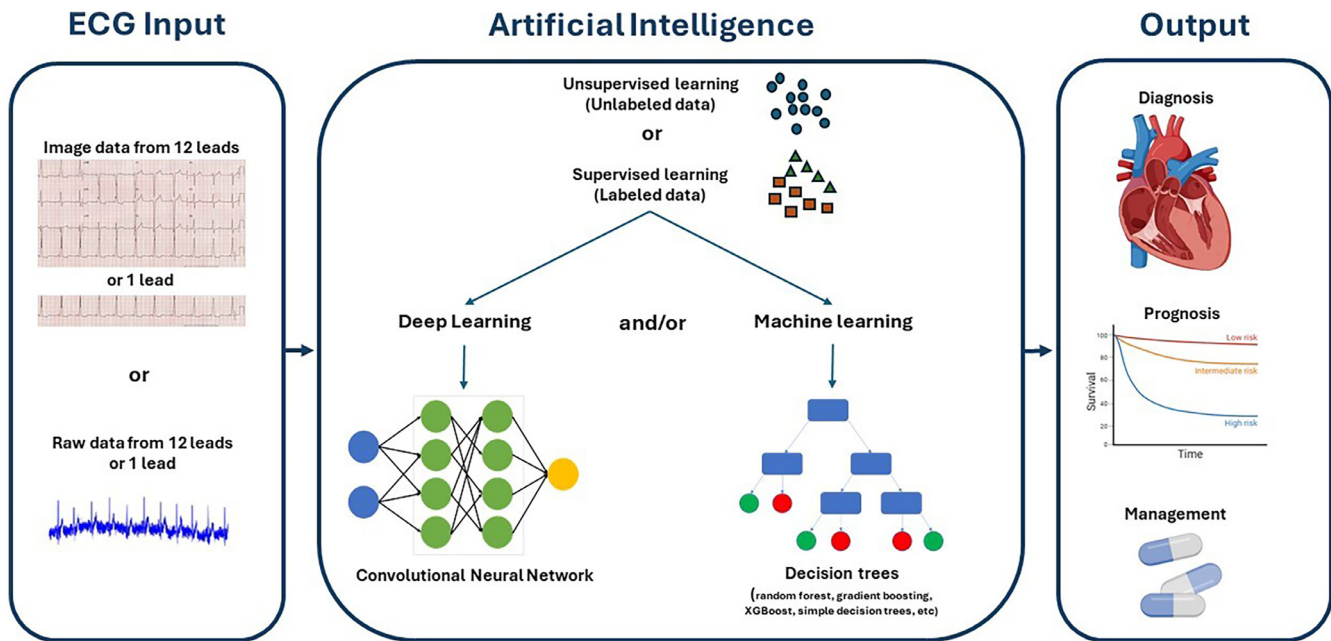 ECG Input
Artificial Intelligence
Output
Image data from 12 leads
or 1 lead
or
Raw data from 12 leads
or 1 lead
Unsupervised learning
(Unlabeled data)
or
Supervised learning
(Labeled data)
Deep Learning
and/or
Machine learning
Convolutional Neural Network
Decision trees
(random forest, gradient boosting,
XGBoost, simple decision trees, etc)
Diagnosis
Prognosis
100
80
60
40
20
0
Survival
Low risk
Intermediate risk
High risk
Time
Management